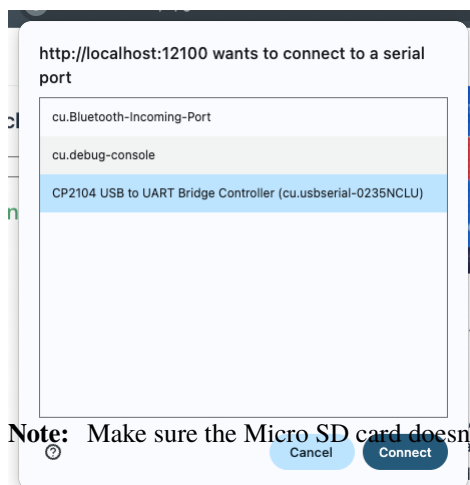 http://localhost:12100 wants to connect to a serial
port
cu.Bluetooth-Incoming-Port
cu.debug-console
CP2104 USB to UART Bridge Controller (cu.usbserial-0235NCLU)
Note: Make sure the Micro SD card doesn
Cancel Connect